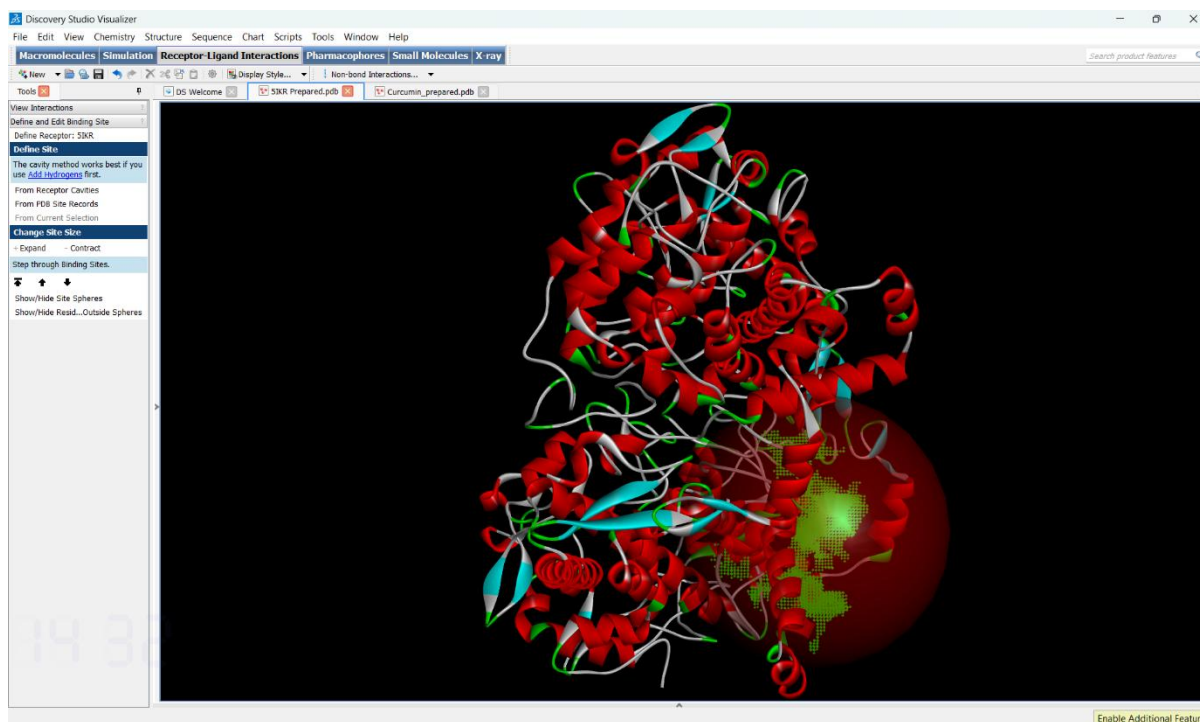 Discovery Studio Visualizer
File Edit View Chemistry Structure Sequence Chart Scripts Tools Window Help
Macromolecules Simulation Receptor-Ligand Interactions Pharmacophores Small Molecules X-ray
Search product features
New Display Style... Non-bond Interactions...
Tools DS Welcome 5IKR Prepared.pdb Curcumin_prepared.pdb
View Interactions
Define and Edit Binding Site
Define Receptor: 5IKR
Define Site
The cavity method works best if you
use Add Hydrogens first.
From Receptor Cavities
From PDB Site Records
From Current Selection
Change Site Size
+ Expand - Contract
Step through Binding Sites.
Show/Hide Site Spheres
Show/Hide Resid...Outside Spheres
Enable Additional Featur